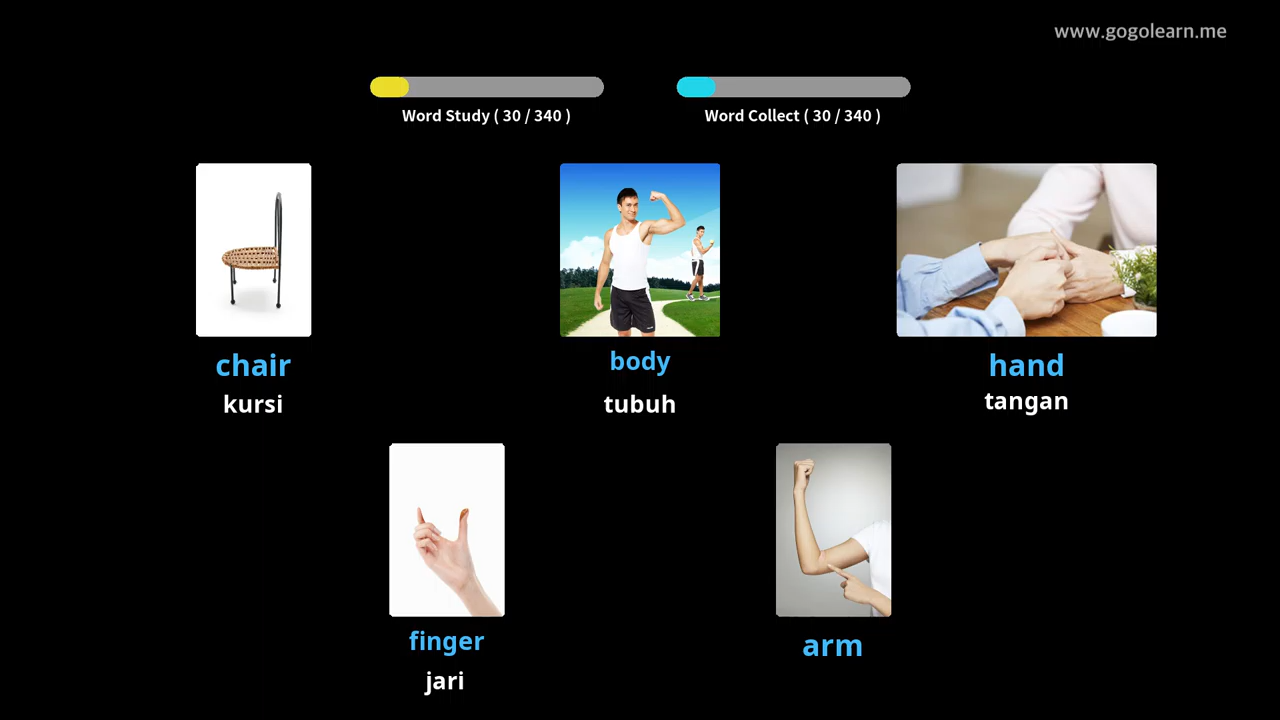 www.gogolearn.me
Word Study ( 30 / 340 )
Word Collect ( 30 / 340 )
chair
kursi
body
tubuh
hand
tangan
finger
jari
arm